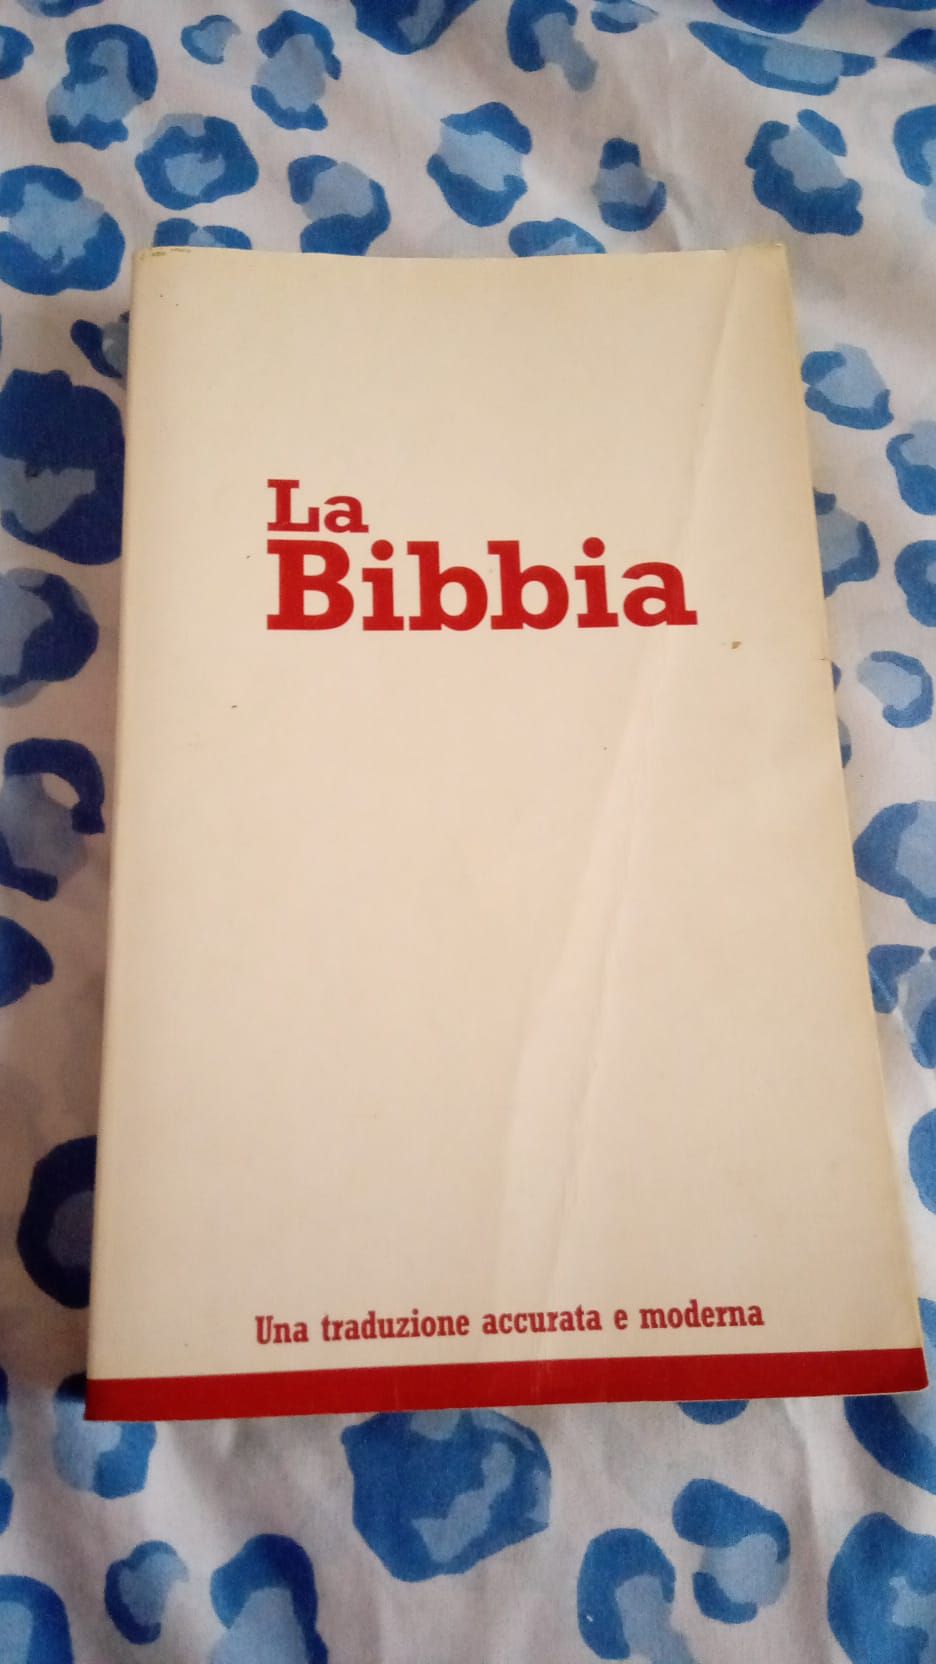 La
Bibbia
Una traduzione accurata e moderna